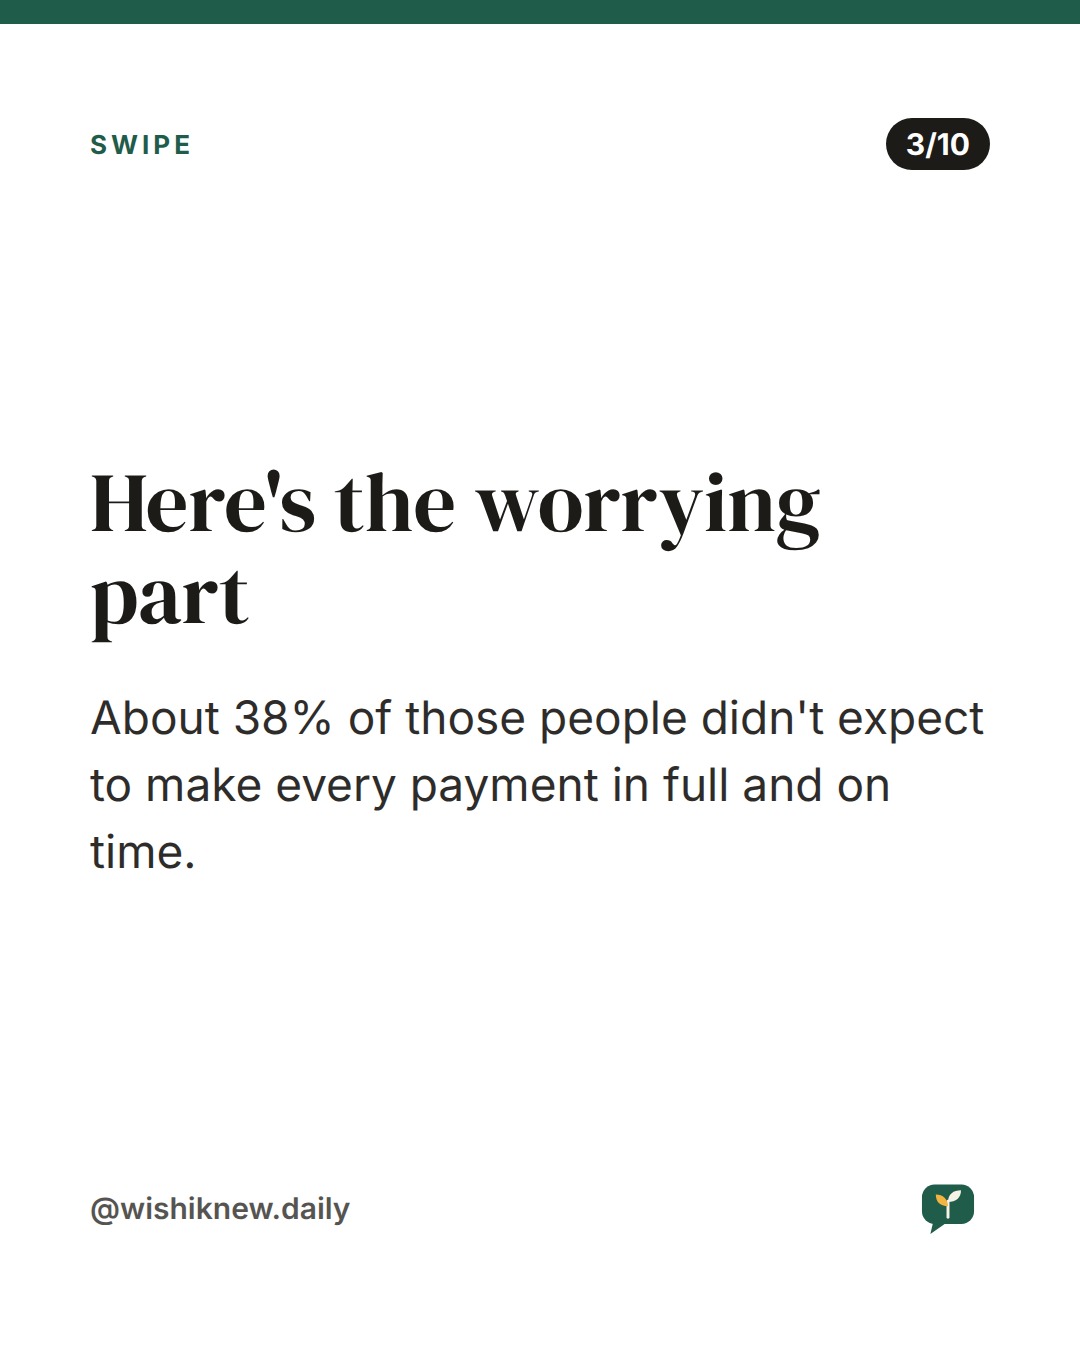 SWIPE
3/10
Here's the worrying
part
About 38% of those people didn't expect
to make every payment in full and on
time.
@wishiknew.daily